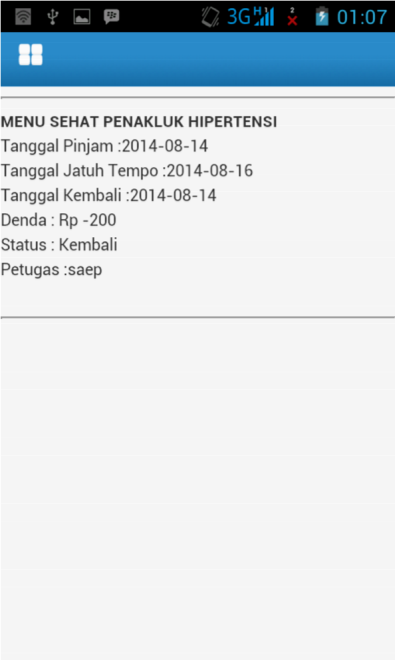 3G H 2 01:07
MENU SEHAT PENAKLUK HIPERTENSI
Tanggal Pinjam :2014-08-14
Tanggal Jatuh Tempo :2014-08-16
Tanggal Kembali :2014-08-14
Denda : Rp -200
Status : Kembali
Petugas :saep